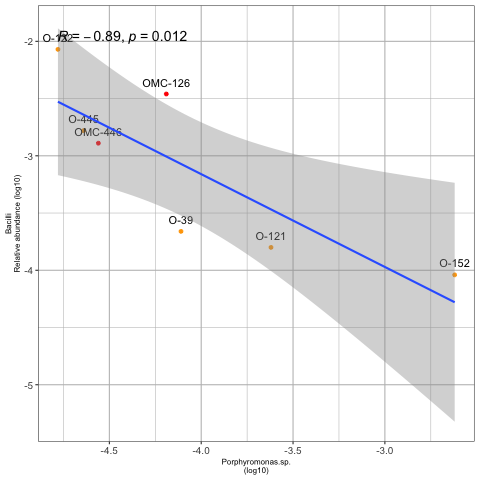 R = −0.89, p = 0.012
OMC-126
O-445
OMC-446
O-39
O-121
O-152
-2
-3
-4
-5
Bacilli
Relative abundance (log10)
-4.5
-4.0
-3.5
-3.0
Porphyromonas.sp.
(log10)